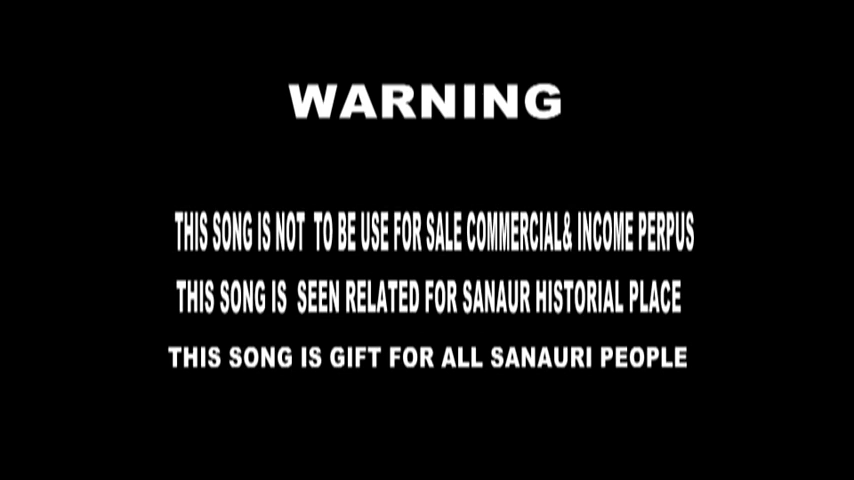 WARNING
THIS SONG IS NOT TO BE USE FOR SALE COMMERCIAL& INCOME PERPUS
THIS SONG IS SEEN RELATED FOR SANAUR HISTORIAL PLACE
THIS SONG IS GIFT FOR ALL SANAURI PEOPLE